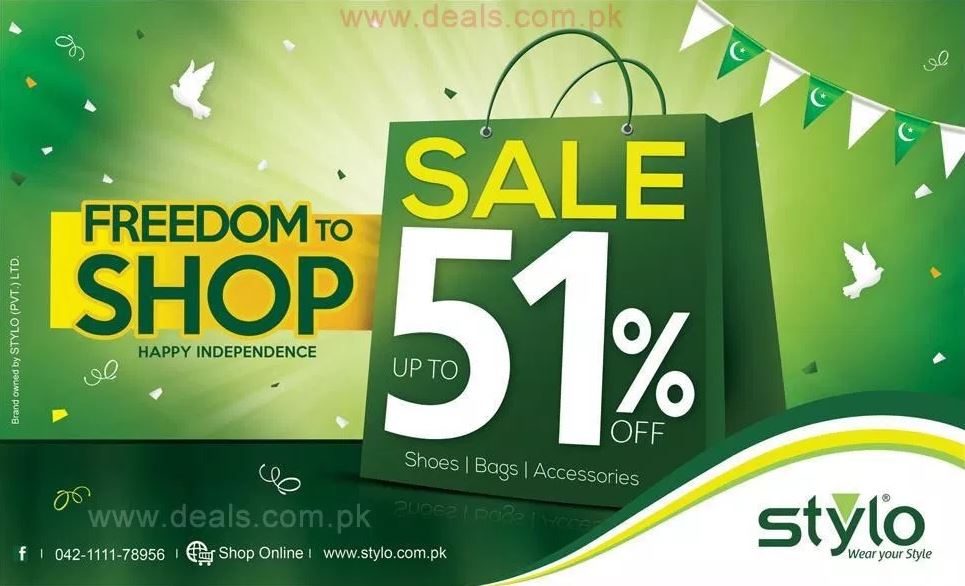 www.deals.com.pk
FREEDOM TO
SHOP
HAPPY INDEPENDENCE
SALE
UP TO
51%
OFF
Shoes | Bags | Accessories
Brand owned by STYLO (PVT.) LTD.
www.deals.com.pk
f | 042-1111-78956 | Shop Online | www.stylo.com.pk
stylo®
Wear your Style